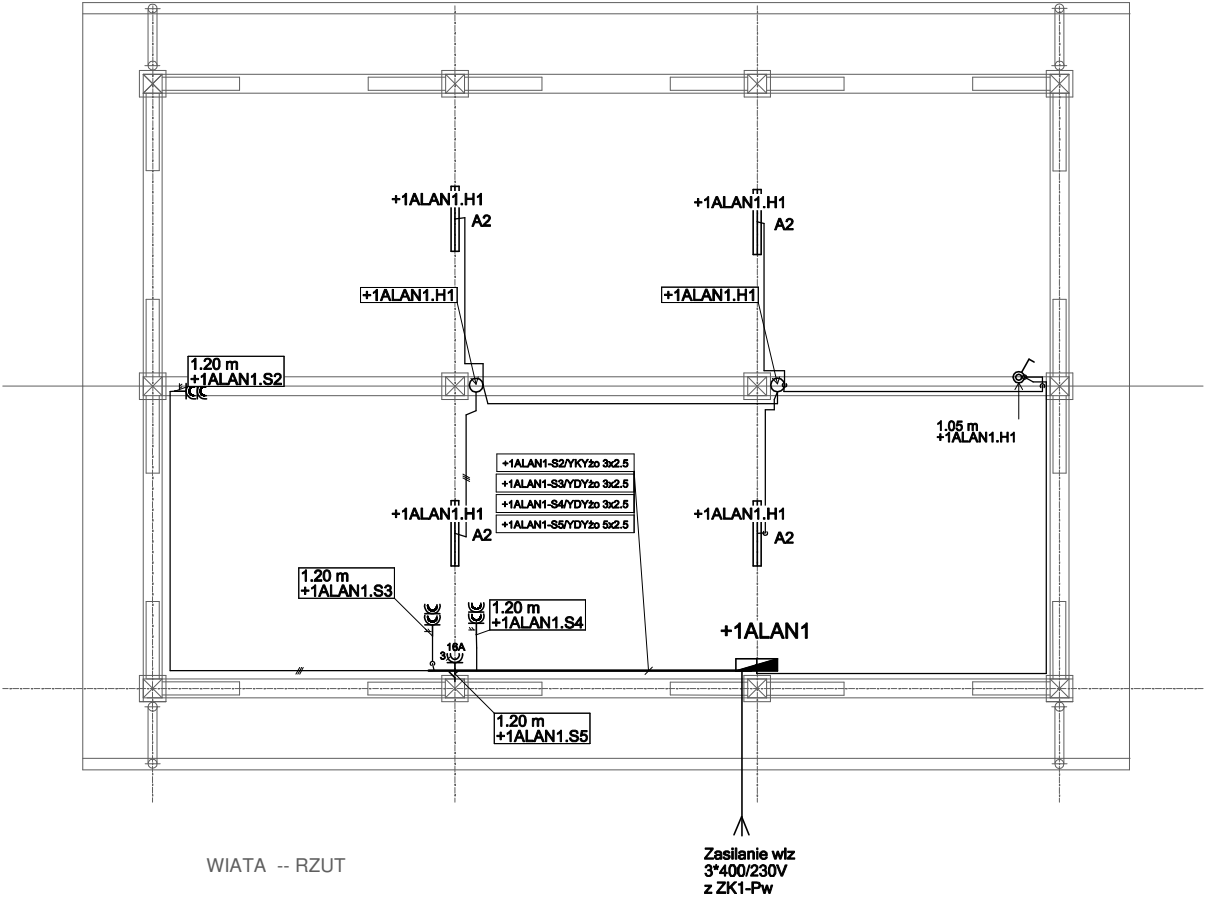 +1ALAN1.H1
A2
+1ALAN1.H1
A2
+1ALAN1.H1
+1ALAN1.H1
1.20 m
+1ALAN1.S2
1.05 m
+1ALAN1.H1
+1ALAN1-S2/YKYżo 3x2.5
+1ALAN1-S3/YDYżo 3x2.5
+1ALAN1-S4/YDYżo 3x2.5
+1ALAN1-S5/YDYżo 5x2.5
+1ALAN1.H1
A2
+1ALAN1.H1
A2
1.20 m
+1ALAN1.S3
1.20 m
+1ALAN1.S4
16A
3
+1ALAN1
1.20 m
+1ALAN1.S5
WIATA -- RZUT
Zasilanie wlz
3*400/230V
z ZK1-Pw